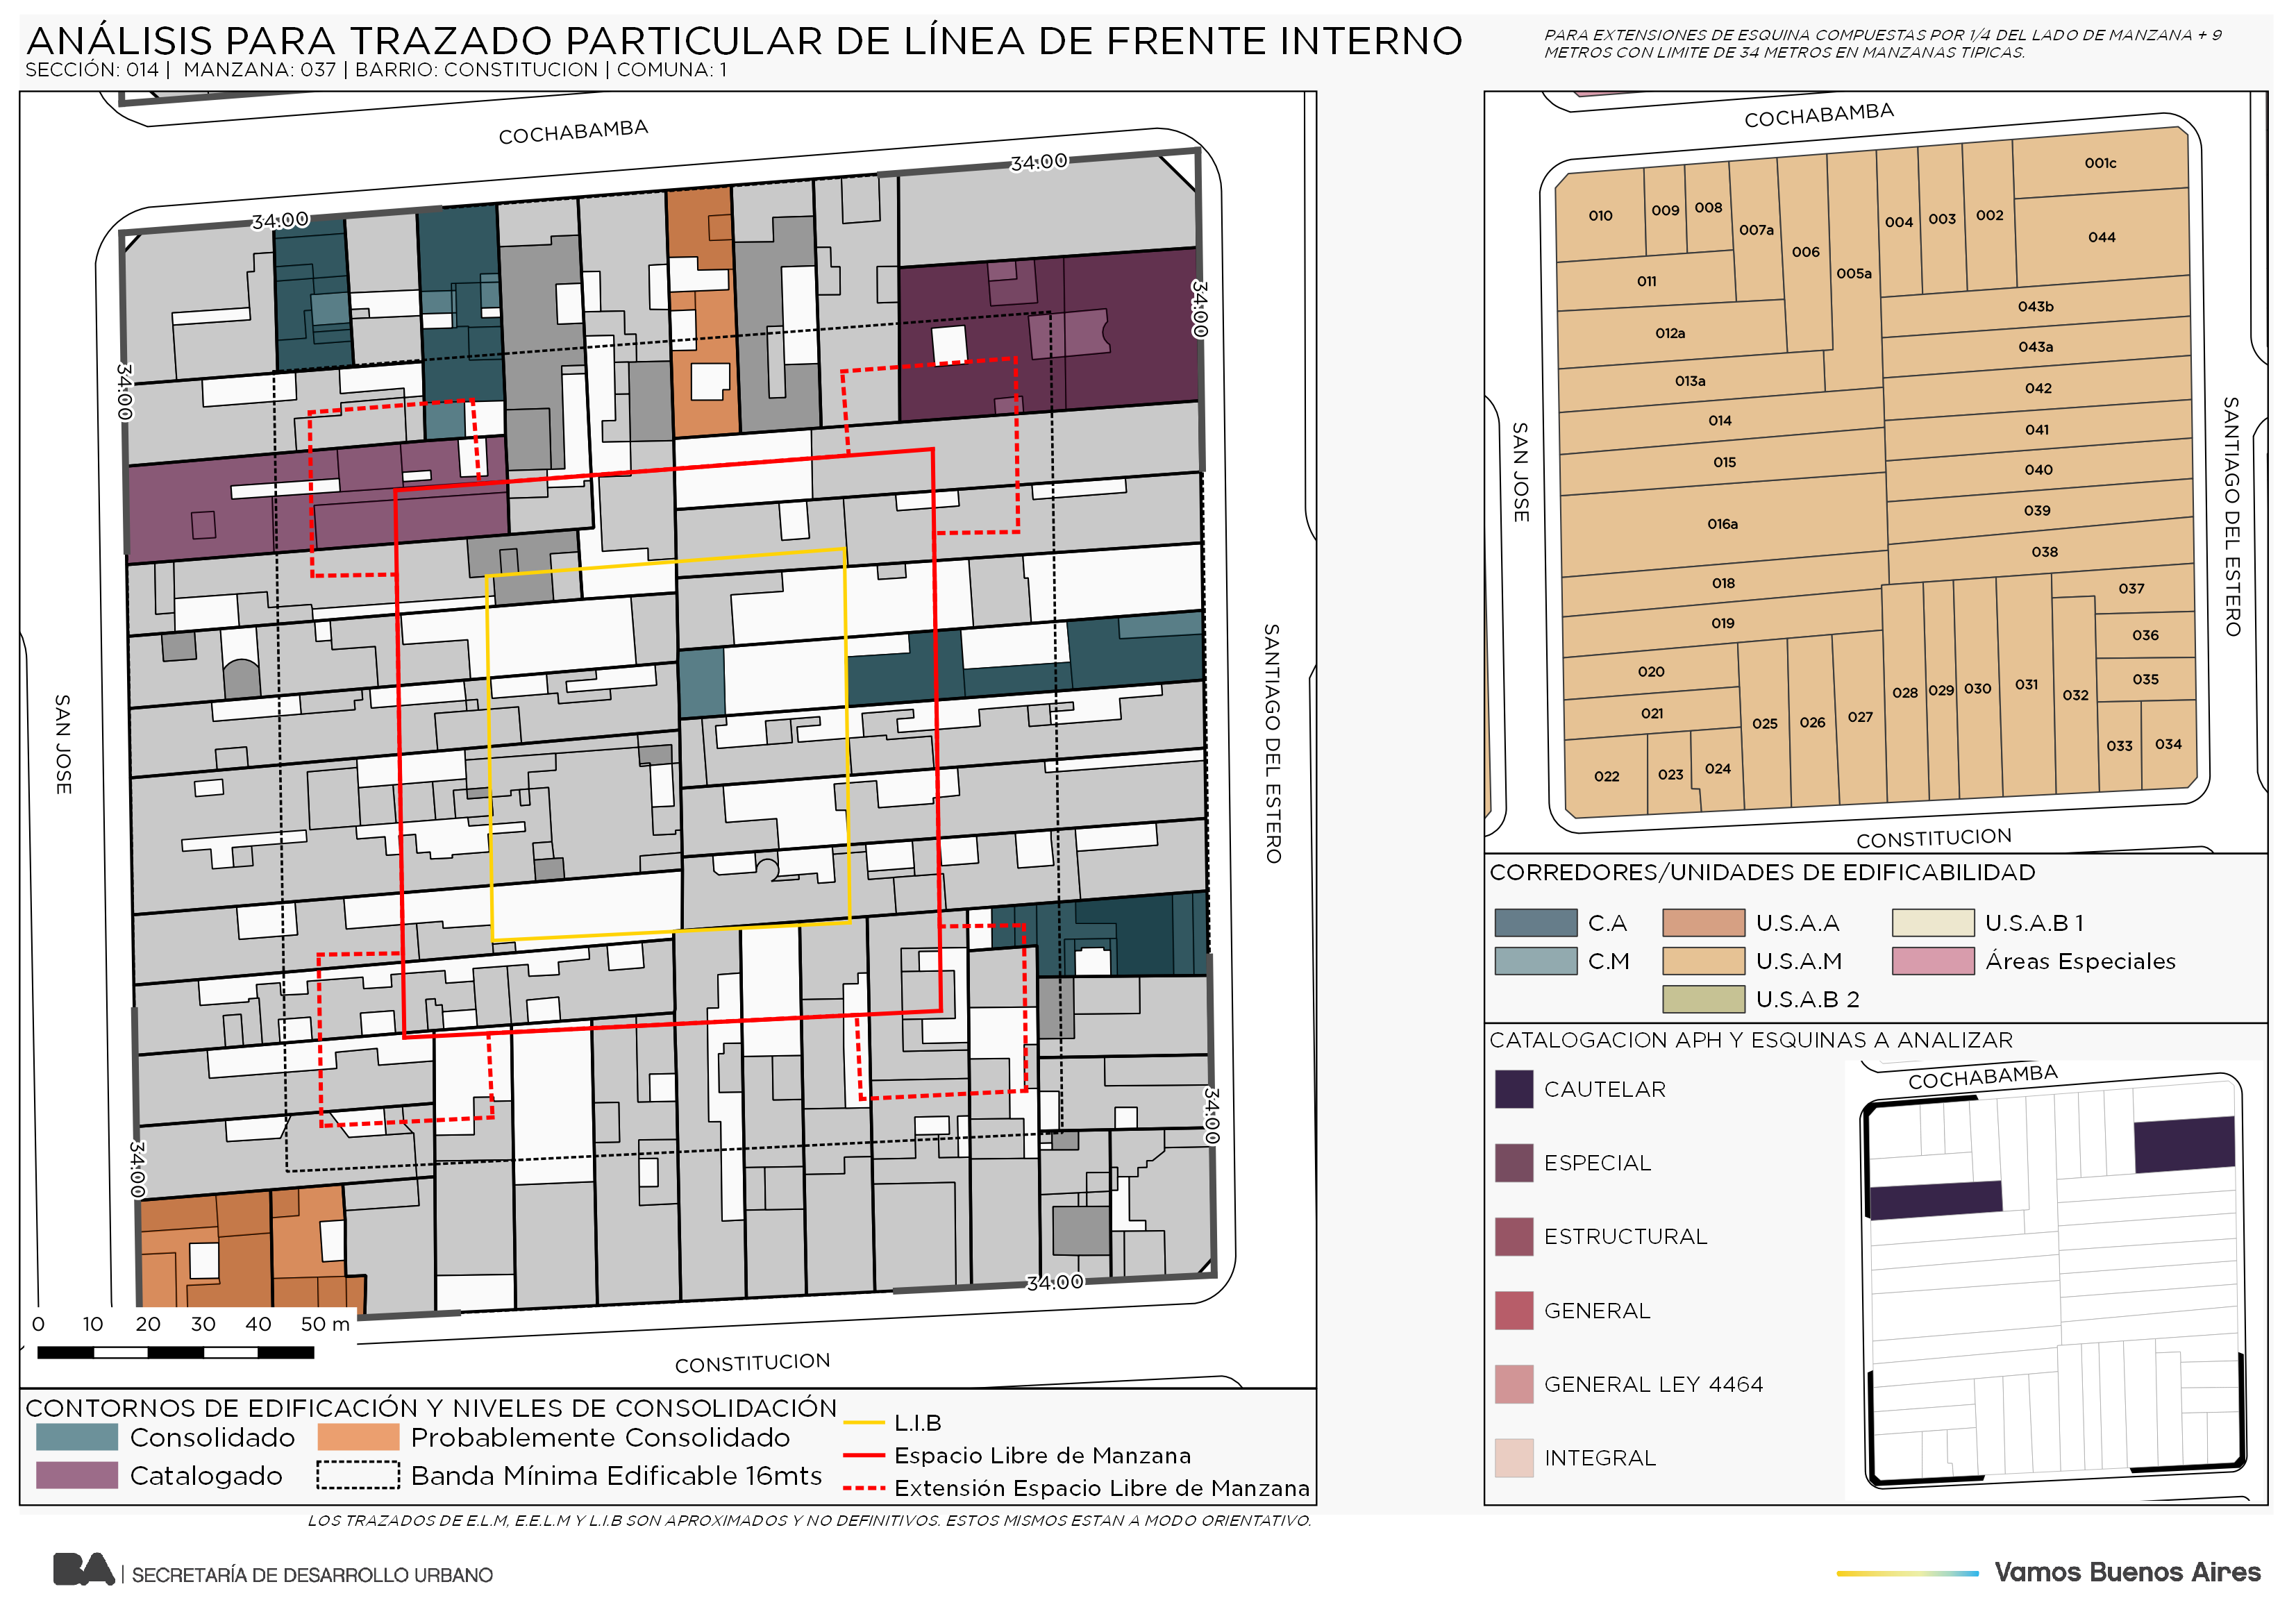 ANÁLISIS PARA TRAZADO PARTICULAR DE LÍNEA DE FRENTE INTERNO
SECCIÓN: 014 | MANZANA: 037 | BARRIO: CONSTITUCION | COMUNA: 1
PARA EXTENSIONES DE ESQUINA COMPUESTAS POR 1/4 DEL LADO DE MANZANA + 9
METROS CON LIMITE DE 34 METROS EN MANZANAS TIPICAS.
COCHABAMBA
34:00
34:00
34:00
34:00
SAN JOSE
SANTIAGO DEL ESTERO
34:00
34:00
34:00
34:00
CONSTITUCION
0 10 20 30 40 50 m
CONTORNOS DE EDIFICACIÓN Y NIVELES DE CONSOLIDACIÓN
Consolidado
Probablemente Consolidado
Catalogado
Banda Mínima Edificable 16mts
L.I.B
Espacio Libre de Manzana
Extensión Espacio Libre de Manzana
LOS TRAZADOS DE E.L.M, E.E.L.M Y L.I.B SON APROXIMADOS Y NO DEFINITIVOS. ESTOS MISMOS ESTAN A MODO ORIENTATIVO.
COCHABAMBA
SAN JOSE
SANTIAGO DEL ESTERO
CONSTITUCION
010 009 008 007a 006 005a 004 003 002 001c
044
011
043b
012a
043a
013a
042
014
041
015
040
016a
039
038
018
037
019
036
020
035
021
022 023 024 025 026 027 028 029 030 031 032 033 034
CORREDORES/UNIDADES DE EDIFICABILIDAD
C.A
U.S.A.A
U.S.A.B 1
C.M
U.S.A.M
Áreas Especiales
U.S.A.B 2
CATALOGACION APH Y ESQUINAS A ANALIZAR
CAUTELAR
ESPECIAL
ESTRUCTURAL
GENERAL
GENERAL LEY 4464
INTEGRAL
COCHABAMBA
BA | SECRETARÍA DE DESARROLLO URBANO
Vamos Buenos Aires